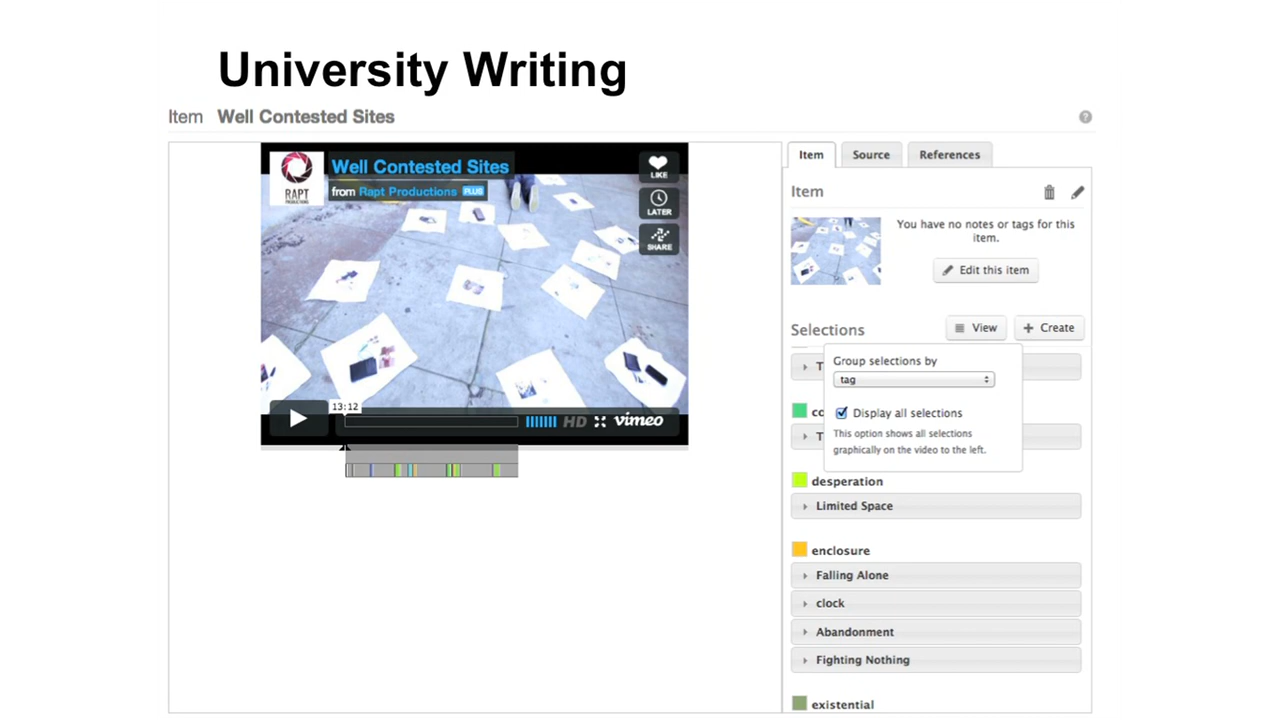 University Writing
Item Well Contested Sites
?
Well Contested Sites
from Rapt Productions PLUS
RAPT
PRODUCTIONS
LIKE
LATER
SHARE
13:12
HD vimeo
Item Source References
Item
You have no notes or tags for this
item.
Edit this item
Selections View + Create
Group selections by
T
tag
co
Display all selections
T
This option shows all selections
graphically on the video to the left.
desperation
Limited Space
enclosure
Falling Alone
clock
Abandonment
Fighting Nothing
existential